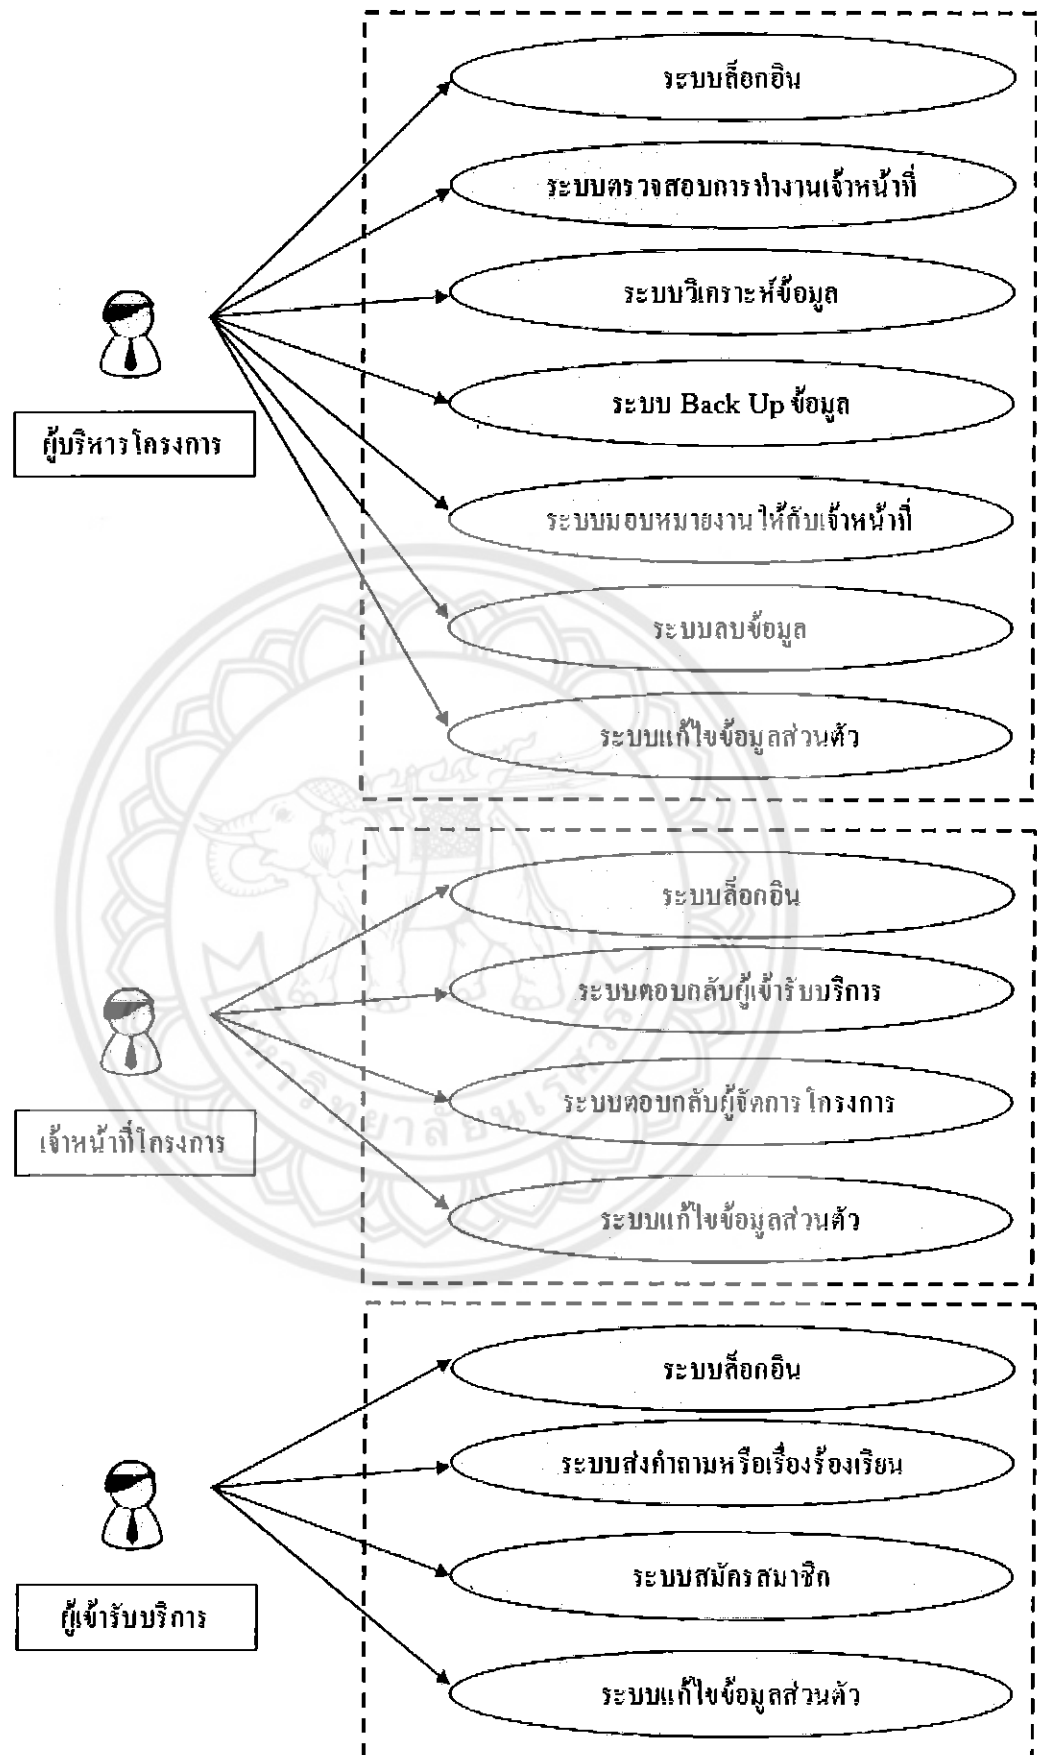 ระบบล็อกอิน
ระบบตรวจสอบการทำงานเจ้าหน้าที่
ระบบวิเคราะห์ข้อมูล
ระบบ Back Up ข้อมูล
ผู้บริหารโครงการ
ระบบมอบหมายงานให้กับเจ้าหน้าที่
ระบบลบข้อมูล
ระบบแก้ไขข้อมูลส่วนตัว
ระบบล็อกอิน
ระบบตอบกลับผู้เข้ารับบริการ
ระบบตอบกลับผู้จัดการโครงการ
เจ้าหน้าที่โครงการ
ระบบแก้ไขข้อมูลส่วนตัว
ระบบล็อกอิน
ระบบส่งคำถามหรือเรื่องร้องเรียน
ระบบสมัครสมาชิก
ผู้เข้ารับบริการ
ระบบแก้ไขข้อมูลส่วนตัว